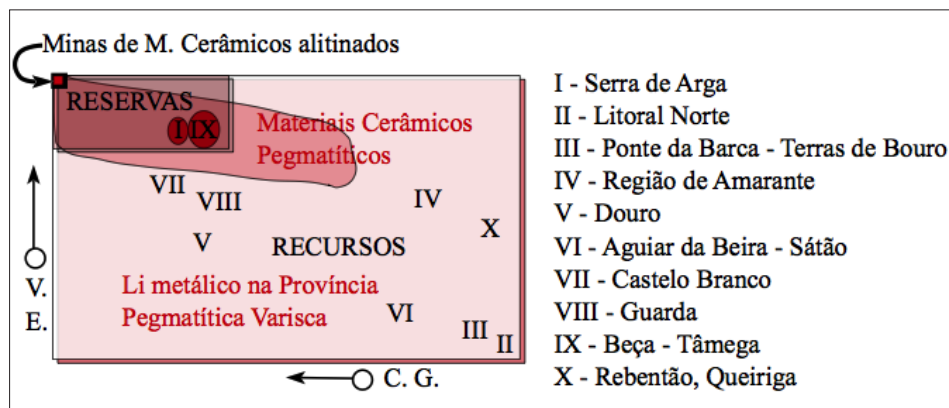 Minas de M. Cerâmicos alitinados
RESERVAS
I
IX
Materiais Cerâmicos
Pegmatíticos
VII
VIII
IV
X
V
RECURSOS
Li metálico na Província
Pegmatítica Varisca
VI
III
II
V.
E.
C. G.
I - Serra de Arga
II - Litoral Norte
III - Ponte da Barca - Terras de Bouro
IV - Região de Amarante
V - Douro
VI - Aguiar da Beira - Sátão
VII - Castelo Branco
VIII - Guarda
IX - Beça - Tâmega
X - Rebentão, Queiriga